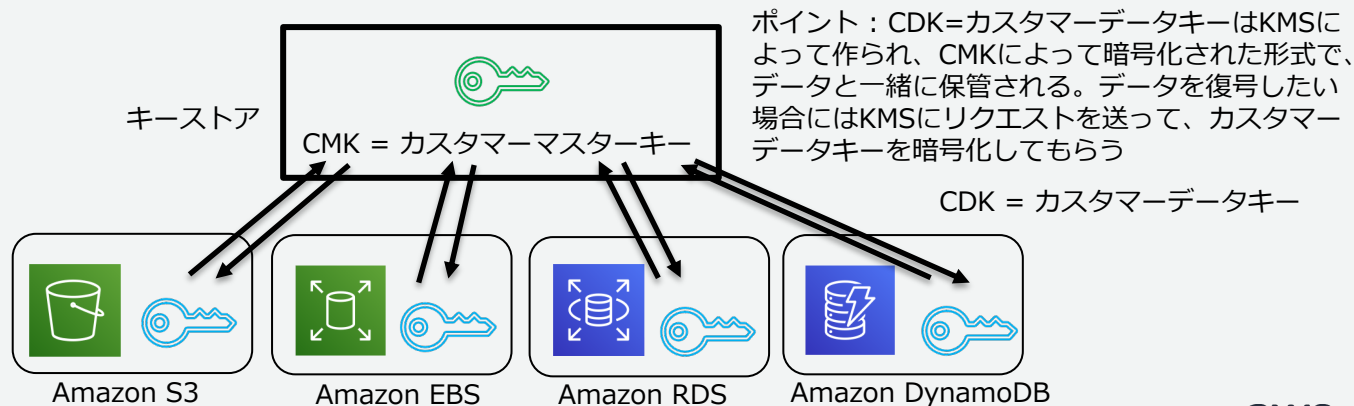 ポイント：CDK=カスタマーデータキーはKMSに
よって作られ、CMKによって暗号化された形式で、
データと一緒に保管される。データを復号したい
場合にはKMSにリクエストを送って、カスタマー
データキーを暗号化してもらう
キーストア
CMK = カスタマーマスターキー
CDK = カスタマーデータキー
Amazon S3
Amazon EBS
Amazon RDS
Amazon DynamoDB